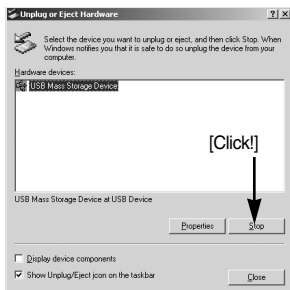 Unplug or Eject Hardware
Select the device you want to unplug or eject, and then click Stop. When
Windows notifies you that it is safe to do so unplug the device from your
computer.
Hardware devices:
USB Mass Storage Device
[Click!]
USB Mass Storage Device at USB Device
Properties
Stop
Display device components
Show Unplug/Eject icon on the taskbar
Close